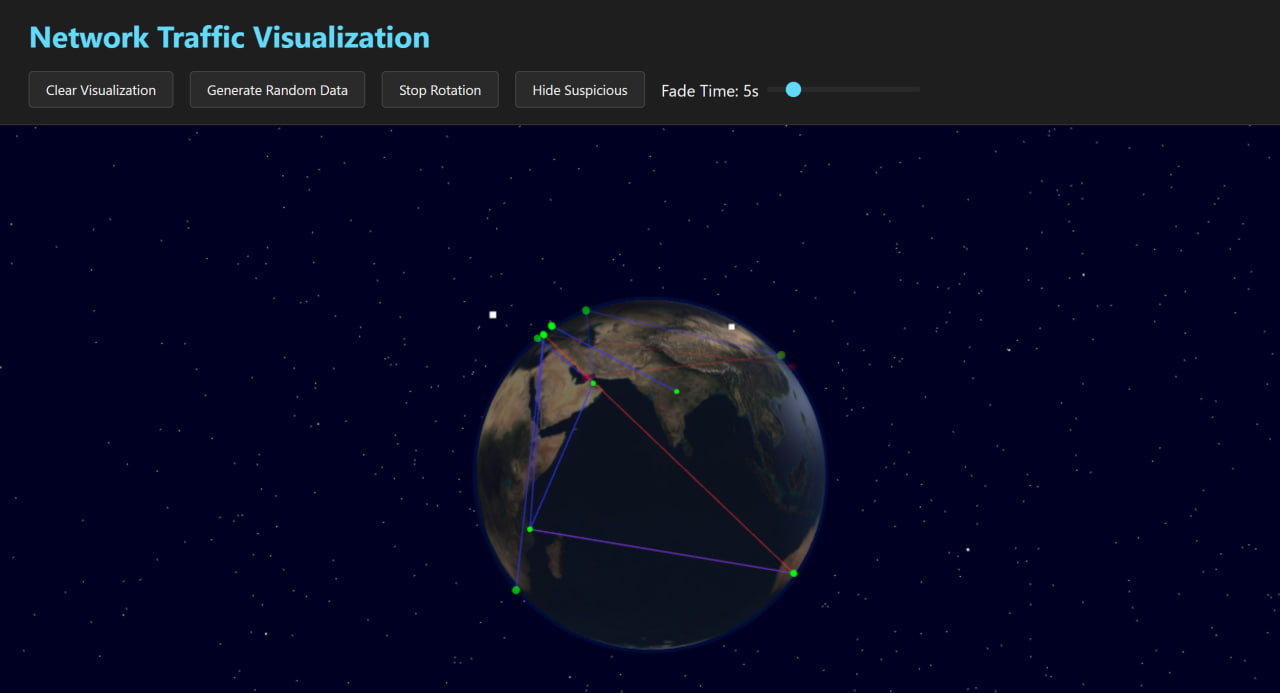 Network Traffic Visualization
Clear Visualization
Generate Random Data
Stop Rotation
Hide Suspicious
Fade Time: 5s